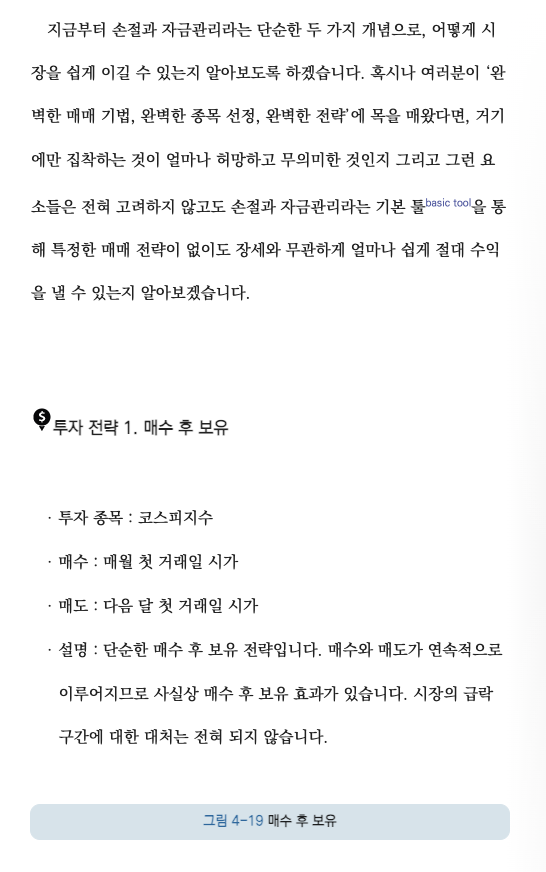 지금부터 손절과 자금관리라는 단순한 두 가지 개념으로, 어떻게 시
장을 쉽게 이길 수 있는지 알아보도록 하겠습니다. 혹시나 여러분이 ‘완
벽한 매매 기법, 완벽한 종목 선정, 완벽한 전략’에 목을 매왔다면, 거기
에만 집착하는 것이 얼마나 허망하고 무의미한 것인지 그리고 그런 요
소들은 전혀 고려하지 않고도 손절과 자금관리라는 기본 툴basic tool을 통
해 특정한 매매 전략이 없이도 장세와 무관하게 얼마나 쉽게 절대 수익
을 낼 수 있는지 알아보겠습니다.
$ 투자 전략 1. 매수 후 보유
· 투자 종목 : 코스피지수
· 매수 : 매월 첫 거래일 시가
· 매도 : 다음 달 첫 거래일 시가
· 설명 : 단순한 매수 후 보유 전략입니다. 매수와 매도가 연속적으로
이루어지므로 사실상 매수 후 보유 효과가 있습니다. 시장의 급락
구간에 대한 대처는 전혀 되지 않습니다.
그림 4-19 매수 후 보유